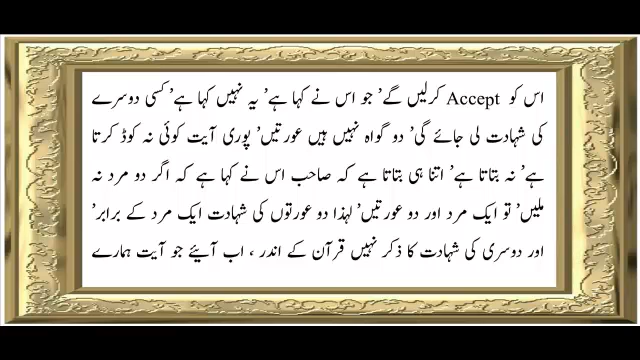 اس کو Accept کرلیں گے' جو اس نے کہا ہے' یہ نہیں کہا ہے' کسی دوسرے
کی شہادت لی جائے گی' دو گواہ نہیں ہیں عورتیں' پوری آیت کوئی نہ کوڈ کرتا
ہے' نہ بتاتا ہے' اتنا ہی بتاتا ہے کہ صاحب اس نے کہا ہے کہ اگر دو مرد نہ
ملیں' تو ایک مرد اور دو عورتیں' لہذا دو عورتوں کی شہادت ایک مرد کے برابر'
اور دوسری کی شہادت کا ذکر نہیں قرآن کے اندر ، اب آیئے جو آیت ہمارے